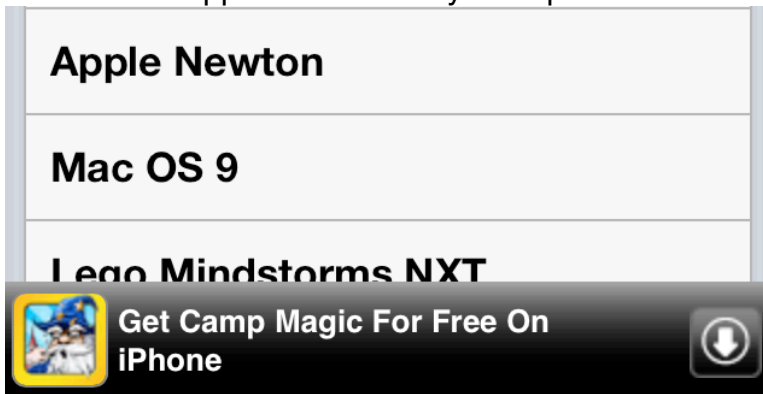 Apple Newton
Mac OS 9
Lego Mindstorms NXT
Get Camp Magic For Free On
iPhone